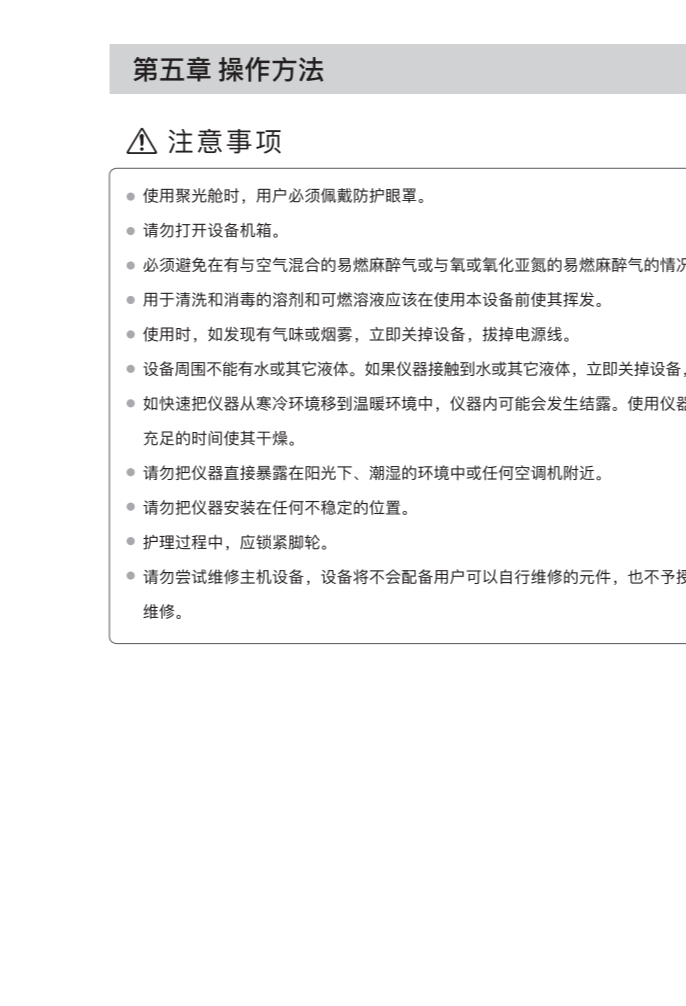 第五章 操作方法
注意事项
使用聚光舱时，用户必须佩戴防护眼罩。
请勿打开设备机箱。
必须避免在有与空气混合的易燃麻醉气或与氧或氧化亚氮的易燃麻醉气的情况
用于清洗和消毒的溶剂和可燃溶液应该在使用本设备前使其挥发。
使用时，如发现有气味或烟雾，立即关掉设备，拔掉电源线。
设备周围不能有水或其它液体。如果仪器接触到水或其它液体，立即关掉设备，
如快速把仪器从寒冷环境移到温暖环境中，仪器内可能会发生结露。使用仪器
充足的时间使其干燥。
请勿把仪器直接暴露在阳光下、潮湿的环境中或任何空调机附近。
请勿把仪器安装在任何不稳定的位置。
护理过程中，应锁紧脚轮。
请勿尝试维修主机设备，设备将不会配备用户可以自行维修的元件，也不予授
维修。